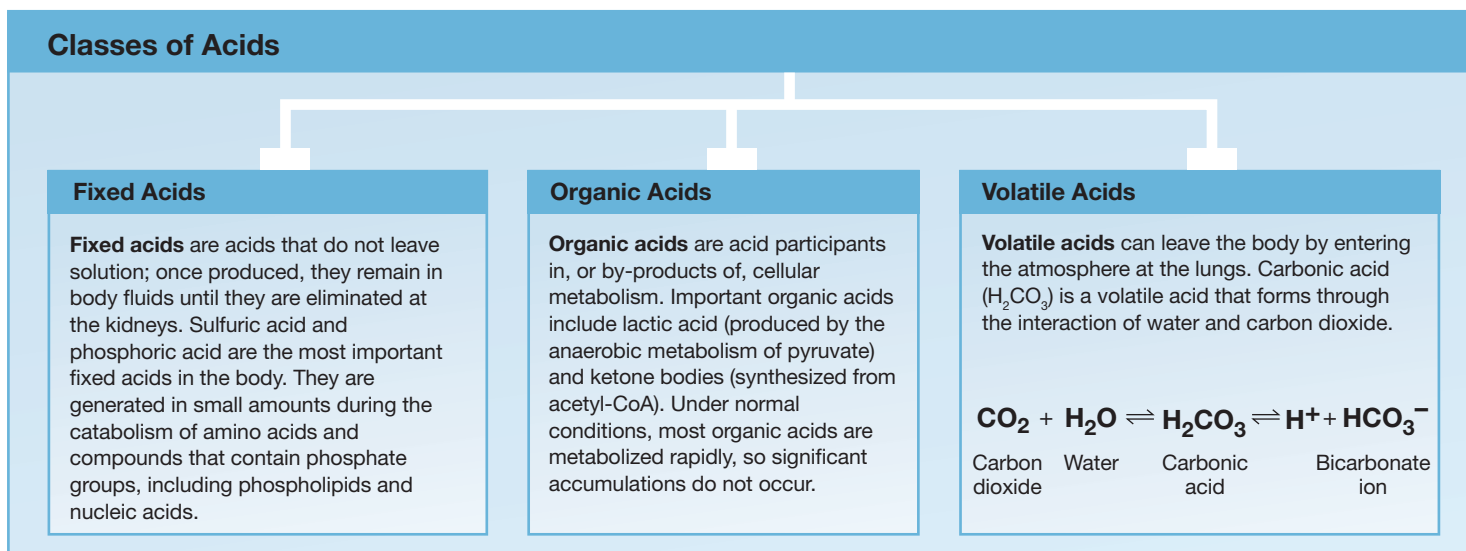 Classes of Acids
Fixed Acids
Fixed acids are acids that do not leave
solution; once produced, they remain in
body fluids until they are eliminated at
the kidneys. Sulfuric acid and
phosphoric acid are the most important
fixed acids in the body. They are
generated in small amounts during the
catabolism of amino acids and
compounds that contain phosphate
groups, including phospholipids and
nucleic acids.
Organic Acids
Organic acids are acid participants
in, or by-products of, cellular
metabolism. Important organic acids
include lactic acid (produced by the
anaerobic metabolism of pyruvate)
and ketone bodies (synthesized from
acetyl-CoA). Under normal
conditions, most organic acids are
metabolized rapidly, so significant
accumulations do not occur.
Volatile Acids
Volatile acids can leave the body by entering
the atmosphere at the lungs. Carbonic acid
(H₂CO₃) is a volatile acid that forms through
the interaction of water and carbon dioxide.
CO₂ + H₂O ⇌ H₂CO₃ ⇌ H⁺ + HCO₃⁻
Carbon Water Carbonic Bicarbonate
dioxide acid ion